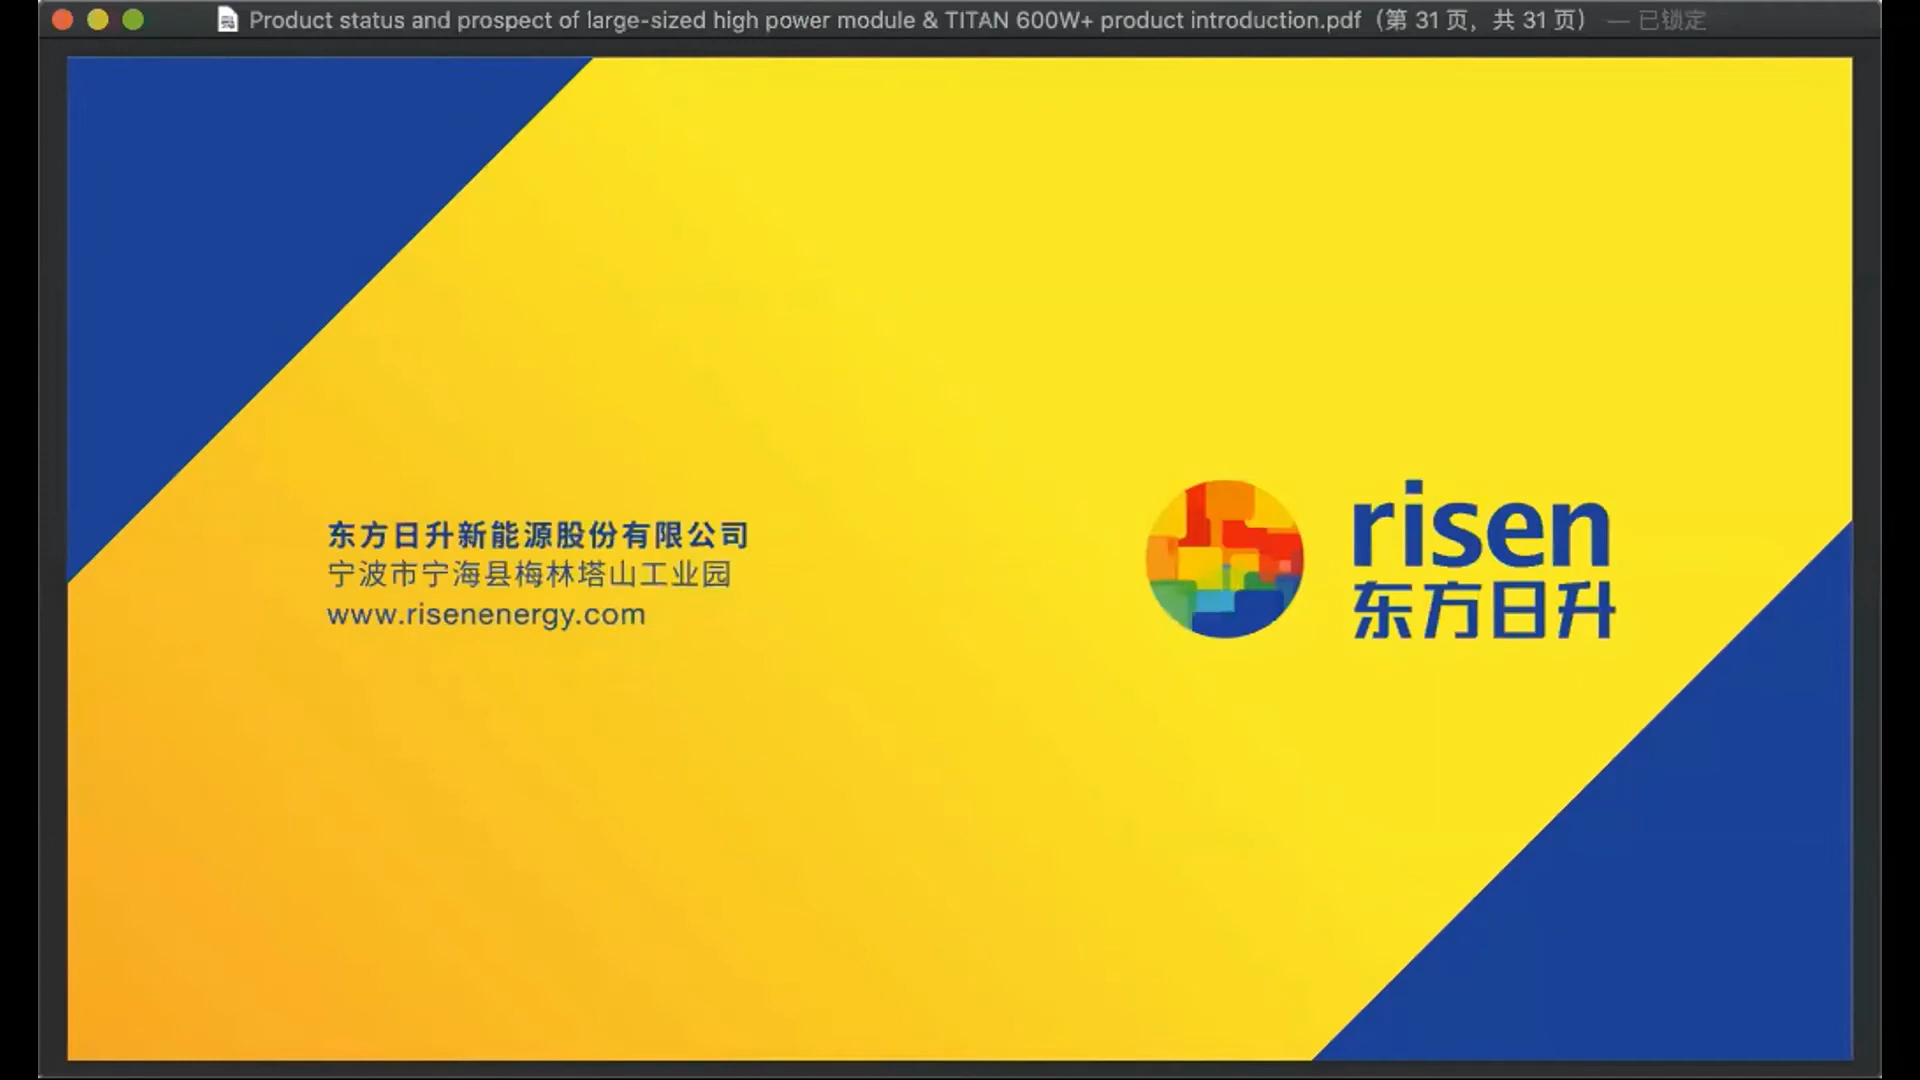 Product status and prospect of large-sized high power module & TITAN 600W+ product introduction.pdf（第 31 页，共 31 页） — 已锁定
东方日升新能源股份有限公司
宁波市宁海县梅林塔山工业园
www.risenenergy.com
risen
东方日升